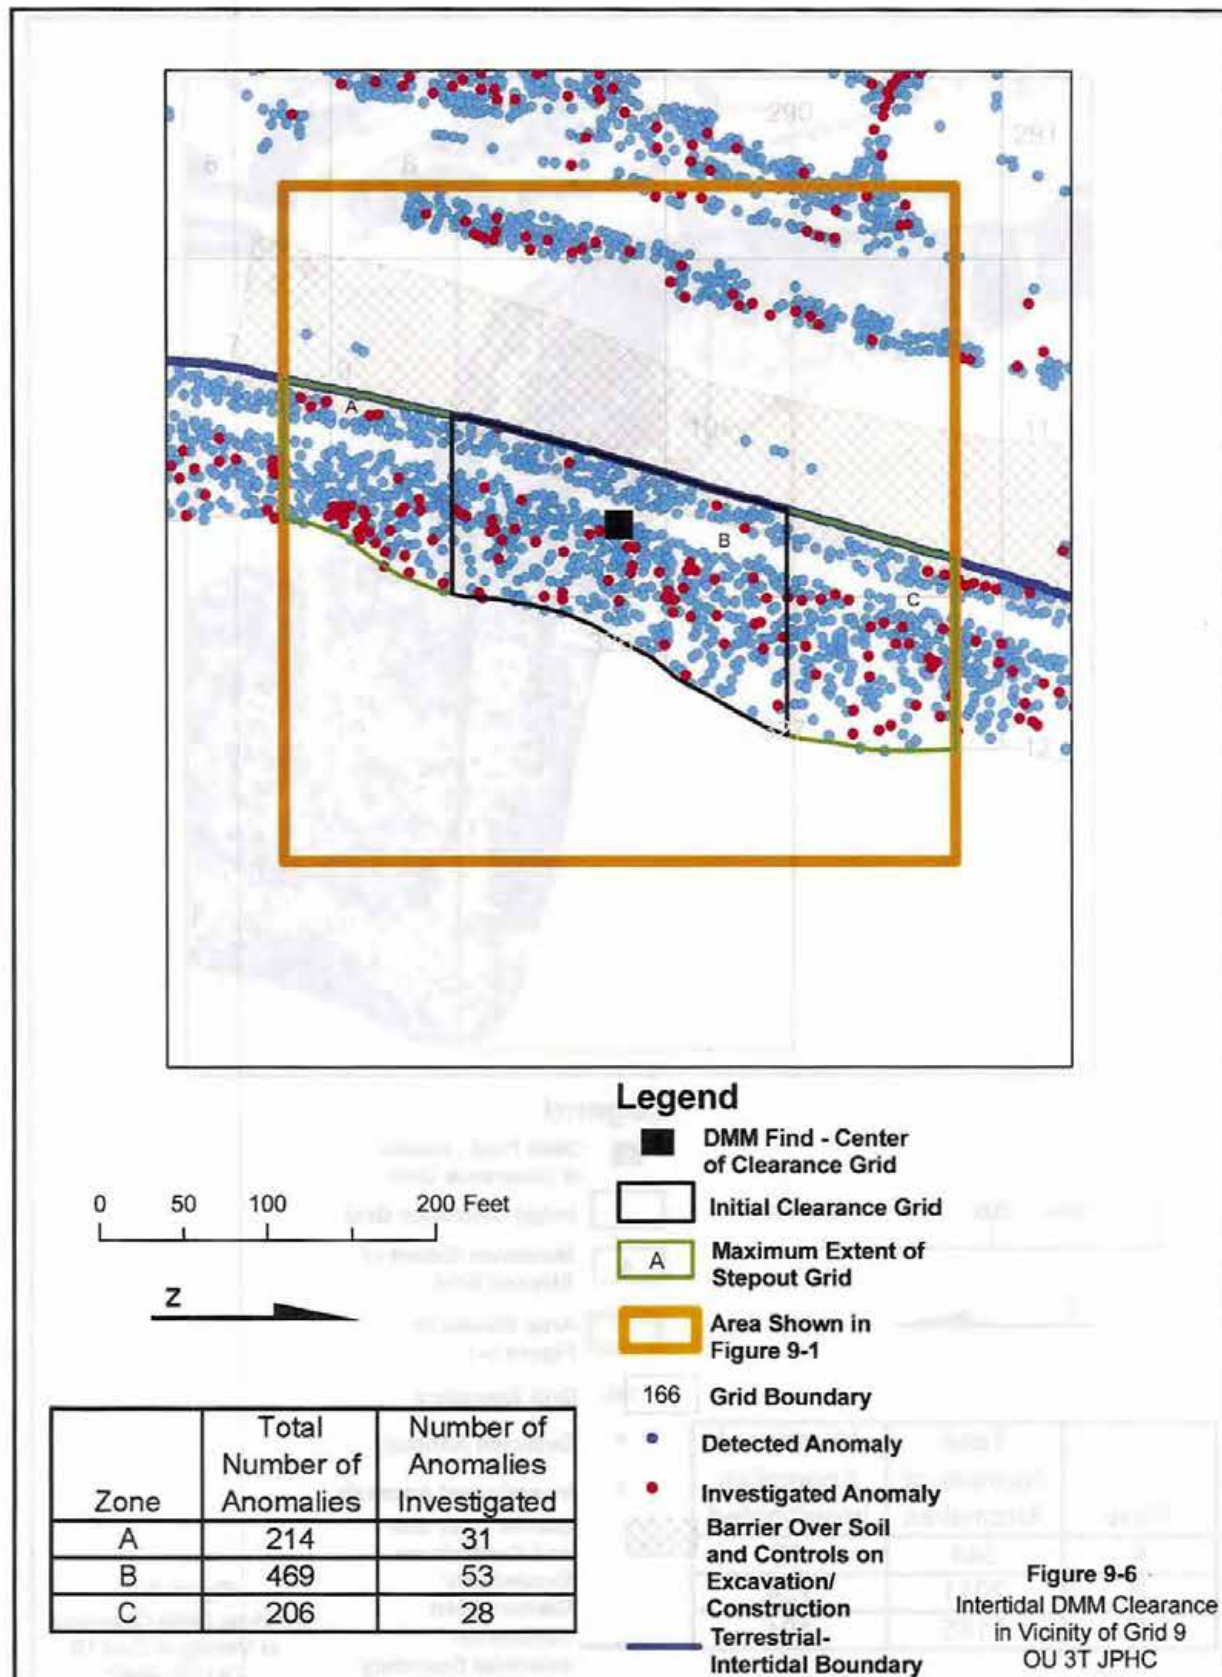 290
291
6
8
7
9
A
10
11
B
C
12
Legend
DMM Find - Center
of Clearance Grid
0 50 100 200 Feet
Initial Clearance Grid
A
Maximum Extent of
Stepout Grid
Z
Area Shown in
Figure 9-1
166
Grid Boundary
Detected Anomaly
Investigated Anomaly
Barrier Over Soil
and Controls on
Excavation/
Construction
Terrestrial-
Intertidal Boundary
Zone Total Number of Anomalies Number of Anomalies Investigated
A 214 31
B 469 53
C 206 28
Figure 9-6
Intertidal DMM Clearance
in Vicinity of Grid 9
OU 3T JPHC